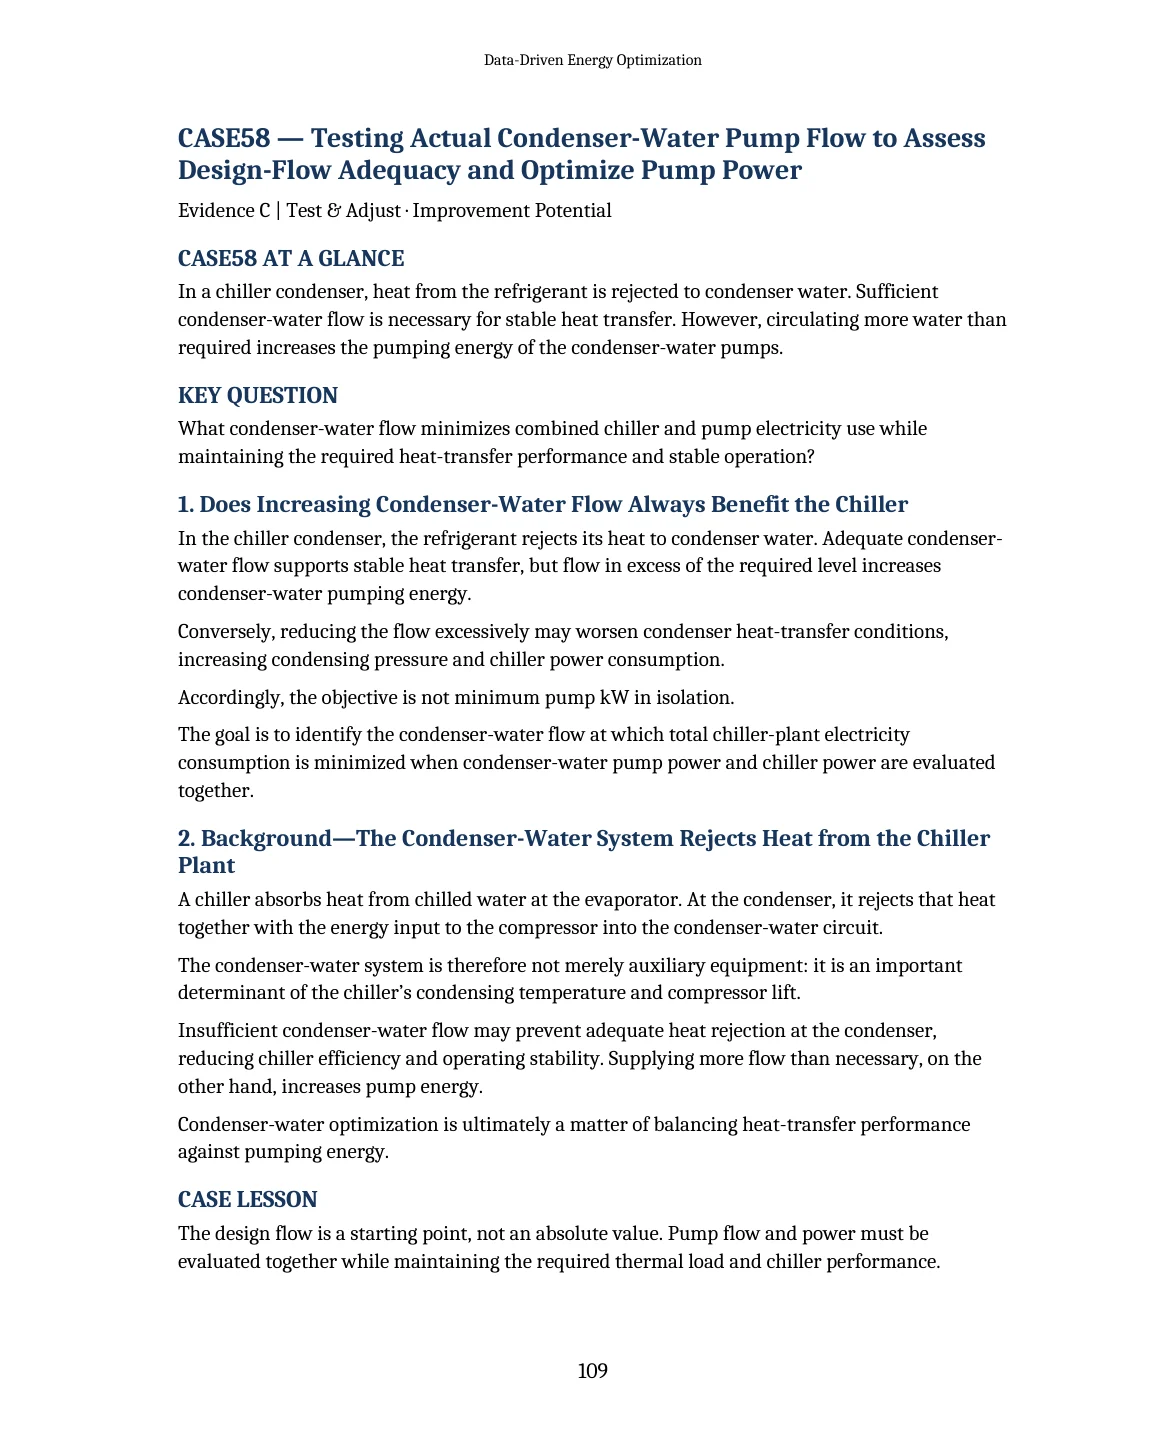 Data-Driven Energy Optimization
CASE58 — Testing Actual Condenser-Water Pump Flow to Assess
Design-Flow Adequacy and Optimize Pump Power
Evidence C | Test & Adjust · Improvement Potential
CASE58 AT A GLANCE
In a chiller condenser, heat from the refrigerant is rejected to condenser water. Sufficient
condenser-water flow is necessary for stable heat transfer. However, circulating more water than
required increases the pumping energy of the condenser-water pumps.
KEY QUESTION
What condenser-water flow minimizes combined chiller and pump electricity use while
maintaining the required heat-transfer performance and stable operation?
1. Does Increasing Condenser-Water Flow Always Benefit the Chiller
In the chiller condenser, the refrigerant rejects its heat to condenser water. Adequate condenser-
water flow supports stable heat transfer, but flow in excess of the required level increases
condenser-water pumping energy.
Conversely, reducing the flow excessively may worsen condenser heat-transfer conditions,
increasing condensing pressure and chiller power consumption.
Accordingly, the objective is not minimum pump kW in isolation.
The goal is to identify the condenser-water flow at which total chiller-plant electricity
consumption is minimized when condenser-water pump power and chiller power are evaluated
together.
2. Background—The Condenser-Water System Rejects Heat from the Chiller
Plant
A chiller absorbs heat from chilled water at the evaporator. At the condenser, it rejects that heat
together with the energy input to the compressor into the condenser-water circuit.
The condenser-water system is therefore not merely auxiliary equipment: it is an important
determinant of the chiller’s condensing temperature and compressor lift.
Insufficient condenser-water flow may prevent adequate heat rejection at the condenser,
reducing chiller efficiency and operating stability. Supplying more flow than necessary, on the
other hand, increases pump energy.
Condenser-water optimization is ultimately a matter of balancing heat-transfer performance
against pumping energy.
CASE LESSON
The design flow is a starting point, not an absolute value. Pump flow and power must be
evaluated together while maintaining the required thermal load and chiller performance.
109